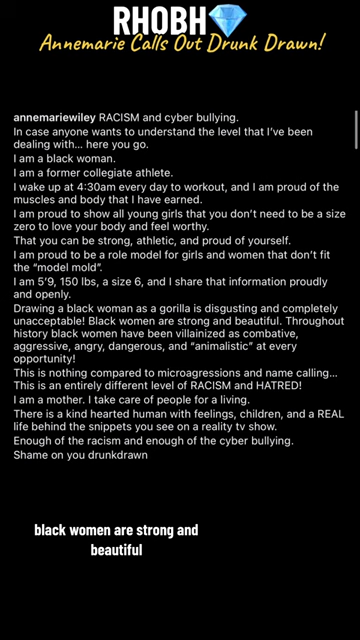 RHOBH💎
Annemarie Calls Out Drunk Drawn!
annemariewiley RACISM and cyber bullying.
In case anyone wants to understand the level that I've been
dealing with... here you go.
I am a black woman.
I am a former collegiate athlete.
I wake up at 4:30am every day to workout, and I am proud of the
muscles and body that I have earned.
I am proud to show all young girls that you don't need to be a size
zero to love your body and feel worthy.
That you can be strong, athletic, and proud of yourself.
I am proud to be a role model for girls and women that don't fit
the "model mold".
I am 5'9, 150 lbs, a size 6, and I share that information proudly
and openly.
Drawing a black woman as a gorilla is disgusting and completely
unacceptable! Black women are strong and beautiful. Throughout
history black women have been villainized as combative,
aggressive, angry, dangerous, and "animalistic" at every
opportunity!
This is nothing compared to microagressions and name calling...
This is an entirely different level of RACISM and HATRED!
I am a mother. I take care of people for a living.
There is a kind hearted human with feelings, children, and a REAL
life behind the snippets you see on a reality tv show.
Enough of the racism and enough of the cyber bullying.
Shame on you drunkdrawn
black women are strong and
beautiful